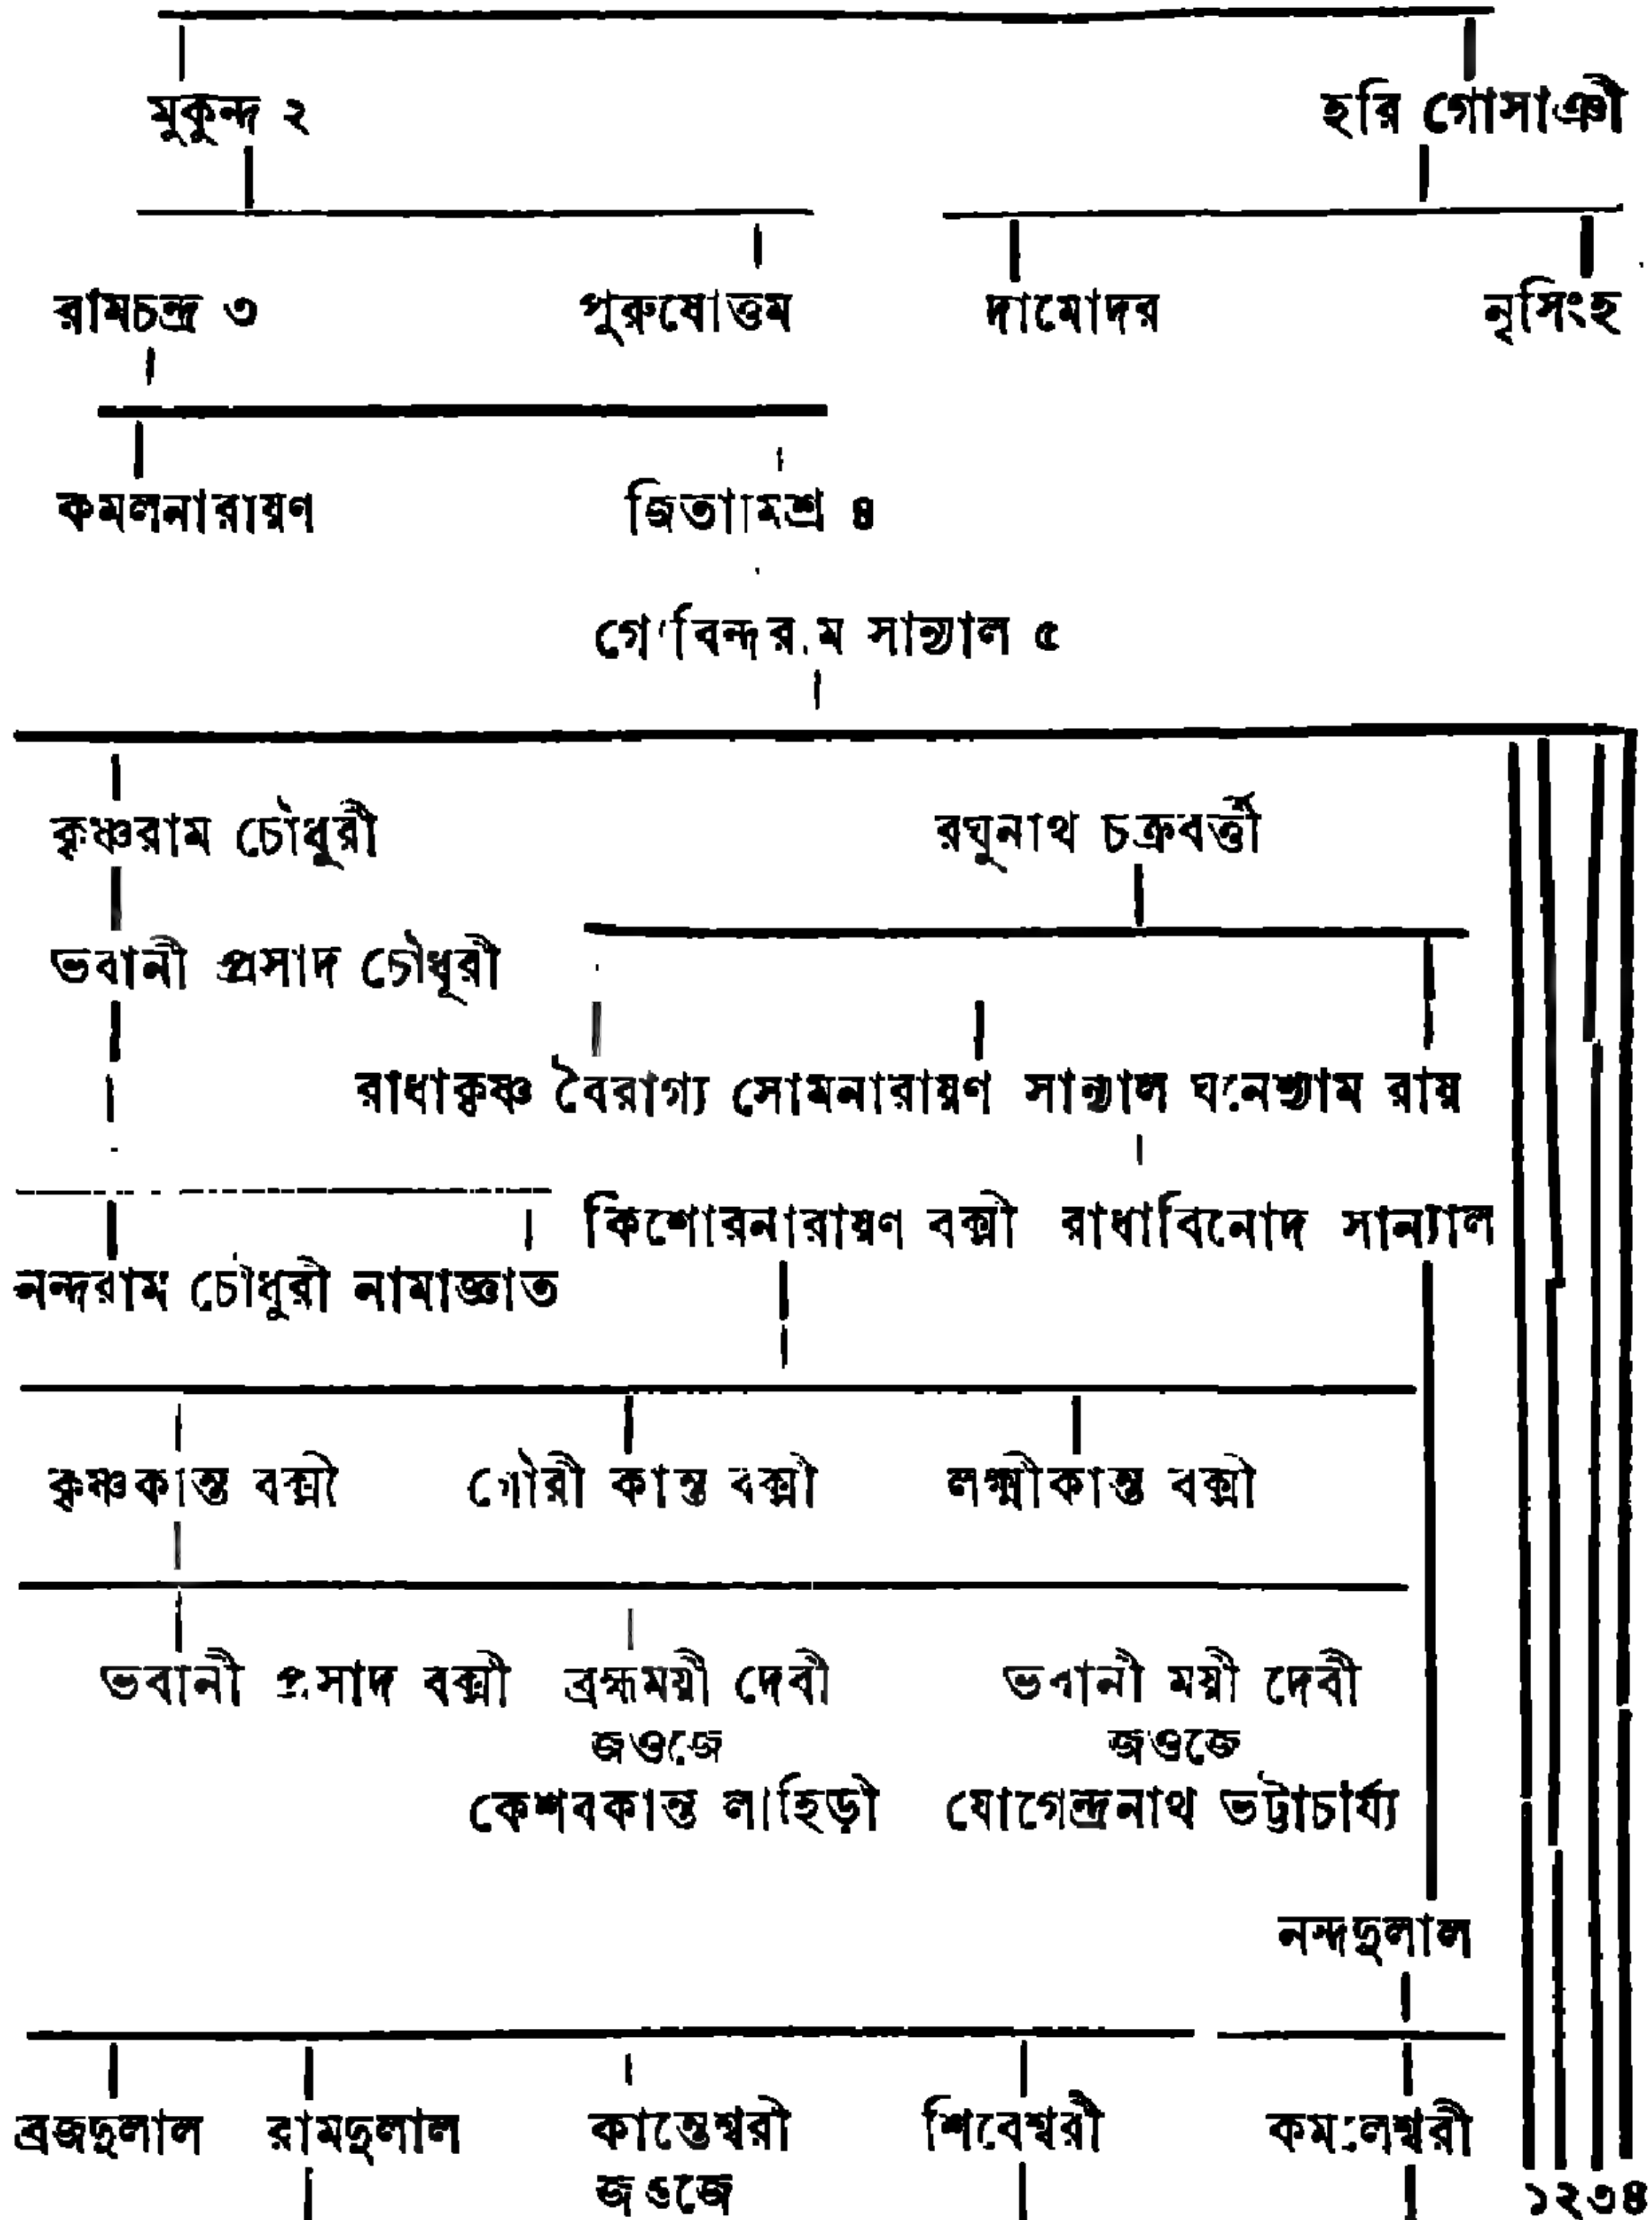 মুকুন্দ ২ হরি গোসাঞী
রামচন্দ্র ৩ পুরুষোত্তম দামোদর নৃসিংহ
কমলনারায়ণ জিতামিশ্র ৪
গোবিন্দরাম সান্যাল ৫
কৃষ্ণরাম চৌধুরী রঘুনাথ চক্রবর্ত্তী
ভবানী প্রসাদ চৌধূরী
রাধাকৃষ্ণ বৈরাগ্য সোমনারায়ণ সান্যাল ঘনেশ্যাম রায়
কিশোরনারায়ণ বক্সী রাধাবিনোদ সান্যাল
নন্দরাম চৌধুরী নামাজ্ঞাত
কৃষ্ণকান্ত বক্সী গৌরী কান্ত বক্সী লক্ষ্মীকান্ত বক্সী
ভবানী প্রসাদ বক্সী ব্রহ্মময়ী দেবী ভবানী ময়ী দেবী
জওজে জওজে
কেশবকান্ত লাহিড়ী যোগেন্দ্রনাথ ভট্টাচার্য্য
নন্দদুলাল
ব্রজদুলাল রামদুলাল কান্তেশ্বরী শিবেশ্বরী কমলেশ্বরী
জওজে ১২৩৪